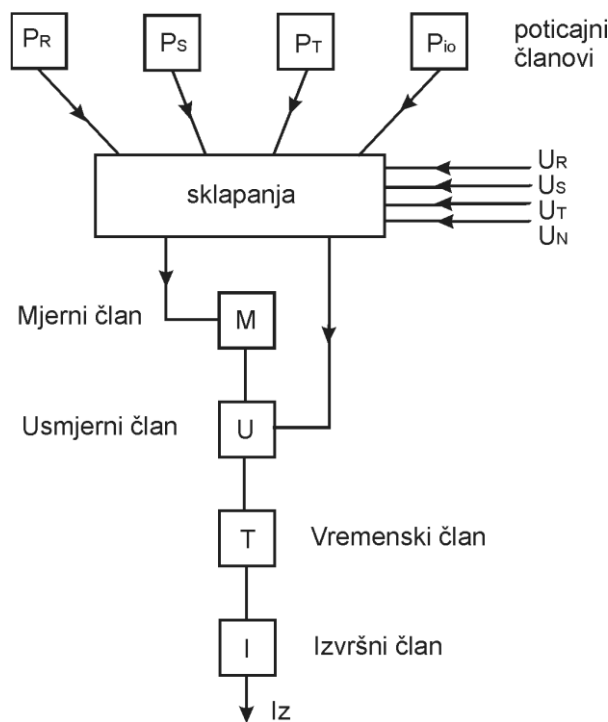 PR PS PT Pio poticajni
članovi
sklapanja
UR
US
UT
UN
Mjerni član M
Usmjerni član U
T Vremenski član
I Izvršni član
Iz